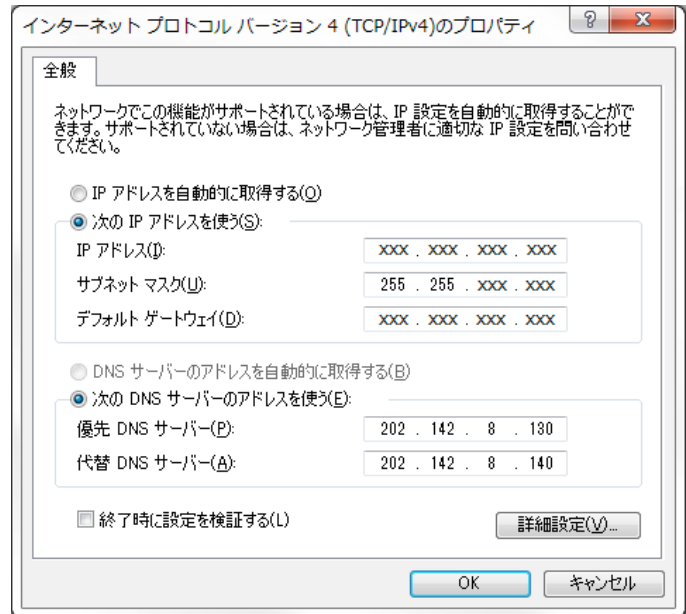 インターネット プロトコル バージョン 4 (TCP/IPv4)のプロパティ
全般
ネットワークでこの機能がサポートされている場合は、IP 設定を自動的に取得することがで
きます。サポートされていない場合は、ネットワーク管理者に適切な IP 設定を問い合わせ
てください。
IP アドレスを自動的に取得する(O)
次の IP アドレスを使う(S):
IP アドレス(I): XXX . XXX . XXX . XXX
サブネット マスク(U): 255 . 255 . XXX . XXX
デフォルト ゲートウェイ(D): XXX . XXX . XXX . XXX
DNS サーバーのアドレスを自動的に取得する(B)
次の DNS サーバーのアドレスを使う(E):
優先 DNS サーバー(P): 202 . 142 . 8 . 130
代替 DNS サーバー(A): 202 . 142 . 8 . 140
終了時に設定を検証する(L)
詳細設定(V)...
OK キャンセル